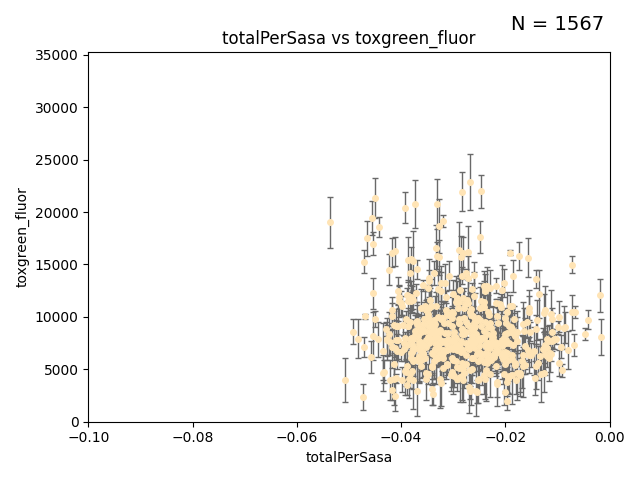 N = 1567
totalPerSasa vs toxgreen_fluor
35000
30000
25000
20000
15000
10000
5000
0
toxgreen_fluor
−0.10 −0.08 −0.06 −0.04 −0.02 0.00
totalPerSasa